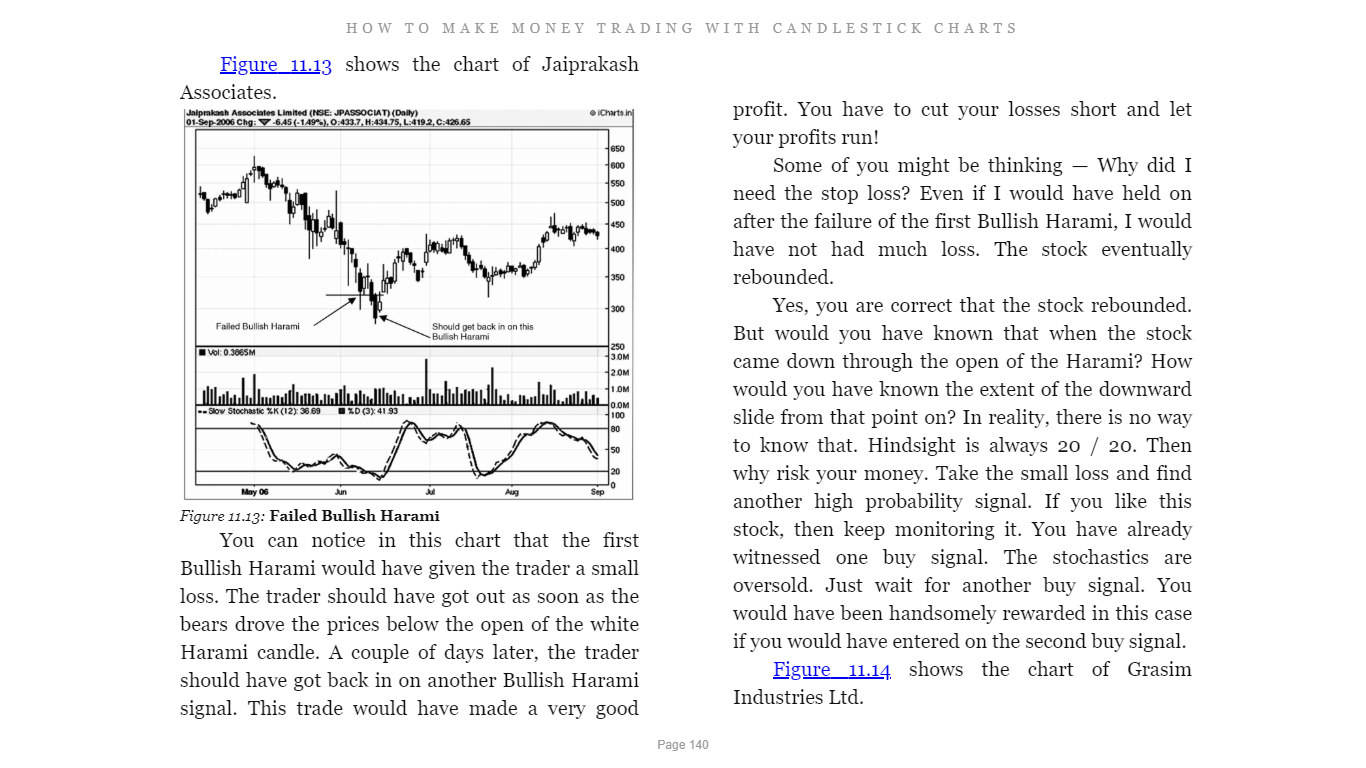 HOW TO MAKE MONEY TRADING WITH CANDLESTICK CHARTS
Figure 11.13 shows the chart of Jaiprakash
Associates.
Jaiprakash Associates Limited (NSE: JPASSOCIAT) (Daily)
© iCharts.in
01-Sep-2006 Chg: ▼ -6.45 (-1.49%), O:433.7, H:434.75, L:419.2, C:426.65
650
600
550
500
450
400
350
300
250
Failed Bullish Harami
Should get back in on this
Bullish Harami
Vol: 0.3865M
3.0M
2.0M
1.0M
0.0M
Slow Stochastic %K (12): 36.69 %D (3): 41.93
100
80
50
20
0
May 06 Jun Jul Aug Sep
Figure 11.13: Failed Bullish Harami
You can notice in this chart that the first
Bullish Harami would have given the trader a small
loss. The trader should have got out as soon as the
bears drove the prices below the open of the white
Harami candle. A couple of days later, the trader
should have got back in on another Bullish Harami
signal. This trade would have made a very good
profit. You have to cut your losses short and let
your profits run!
Some of you might be thinking — Why did I
need the stop loss? Even if I would have held on
after the failure of the first Bullish Harami, I would
have not had much loss. The stock eventually
rebounded.
Yes, you are correct that the stock rebounded.
But would you have known that when the stock
came down through the open of the Harami? How
would you have known the extent of the downward
slide from that point on? In reality, there is no way
to know that. Hindsight is always 20 / 20. Then
why risk your money. Take the small loss and find
another high probability signal. If you like this
stock, then keep monitoring it. You have already
witnessed one buy signal. The stochastics are
oversold. Just wait for another buy signal. You
would have been handsomely rewarded in this case
if you would have entered on the second buy signal.
Figure 11.14 shows the chart of Grasim
Industries Ltd.
Page 140